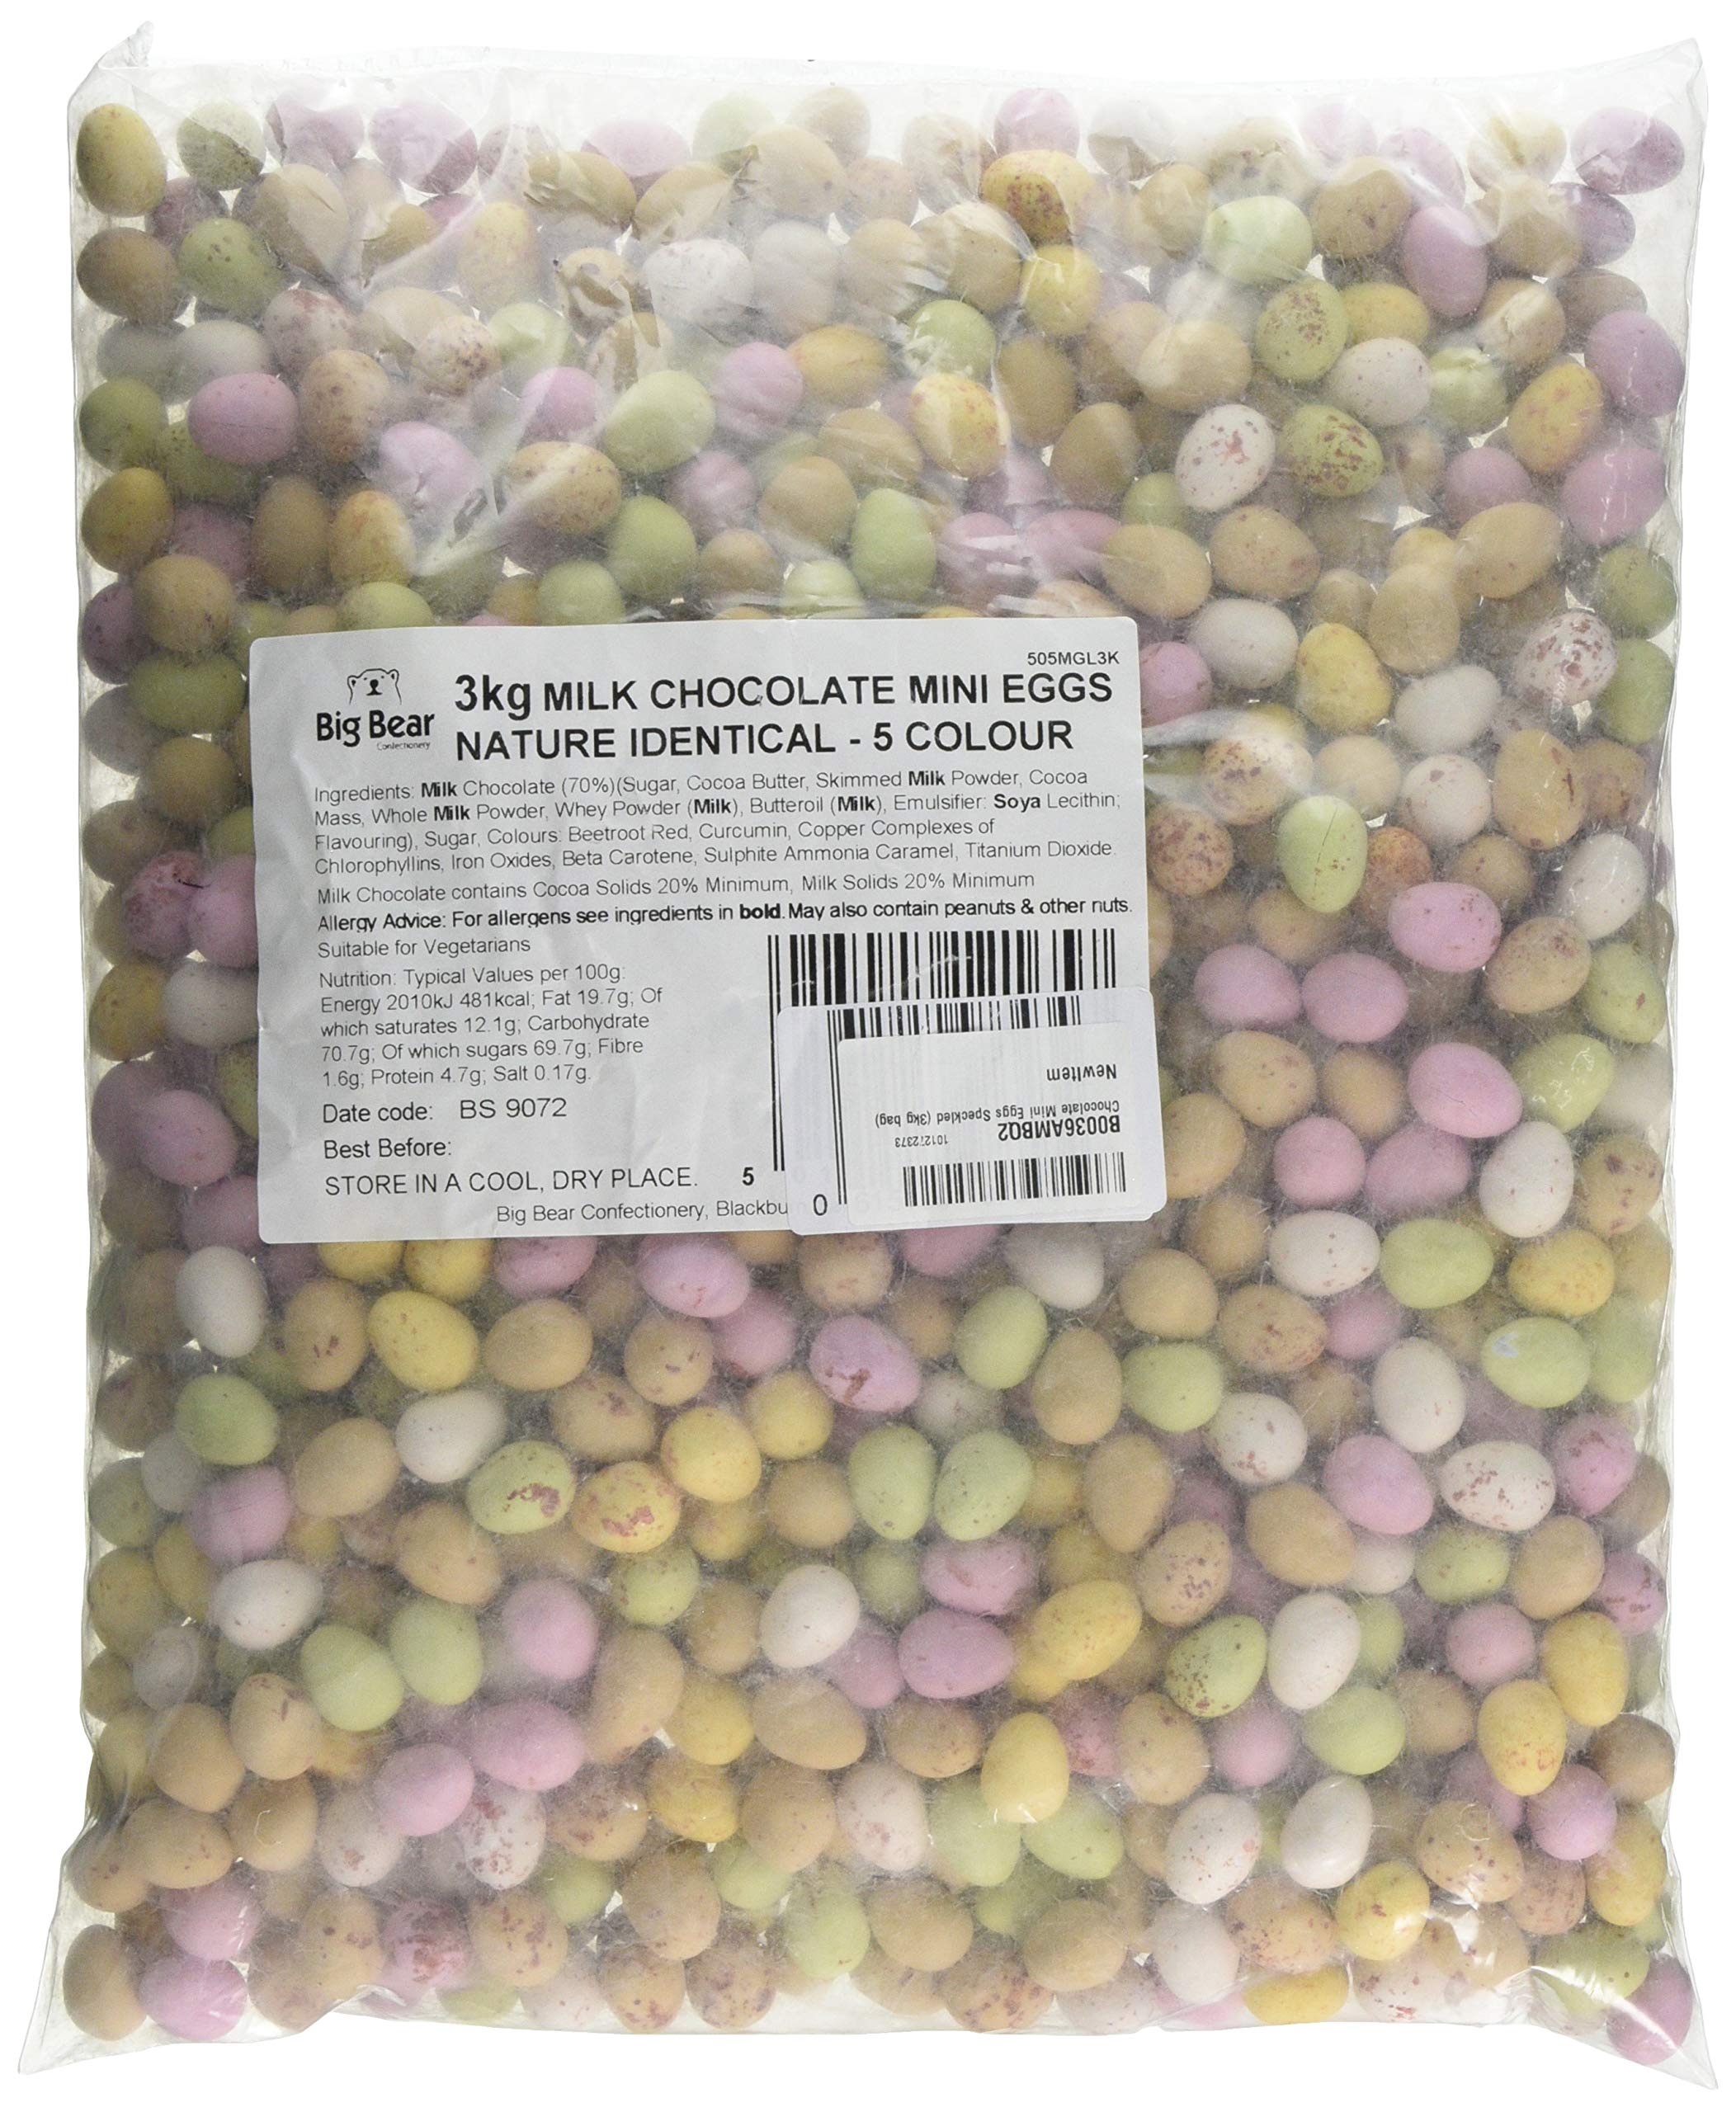 505MGL3K
Big Bear
Confectionery
3kg MILK CHOCOLATE MINI EGGS
NATURE IDENTICAL - 5 COLOUR
Ingredients: Milk Chocolate (70%)(Sugar, Cocoa Butter, Skimmed Milk Powder, Cocoa
Mass, Whole Milk Powder, Whey Powder (Milk), Butteroil (Milk), Emulsifier: Soya Lecithin;
Flavouring), Sugar, Colours: Beetroot Red, Curcumin, Copper Complexes of
Chlorophyllins, Iron Oxides, Beta Carotene, Sulphite Ammonia Caramel, Titanium Dioxide.
Milk Chocolate contains Cocoa Solids 20% Minimum, Milk Solids 20% Minimum
Allergy Advice: For allergens see ingredients in bold. May also contain peanuts & other nuts.
Suitable for Vegetarians
Nutrition: Typical Values per 100g:
Energy 2010kJ 481kcal; Fat 19.7g; Of
which saturates 12.1g; Carbohydrate
70.7g; Of which sugars 69.7g; Fibre
1.6g; Protein 4.7g; Salt 0.17g.
Date code: BS 9072
Best Before:
STORE IN A COOL, DRY PLACE.
5
Big Bear Confectionery,
0
B0036AMBQ2
Chocolate Mini Eggs Speckled (3kg bag)
NewItem